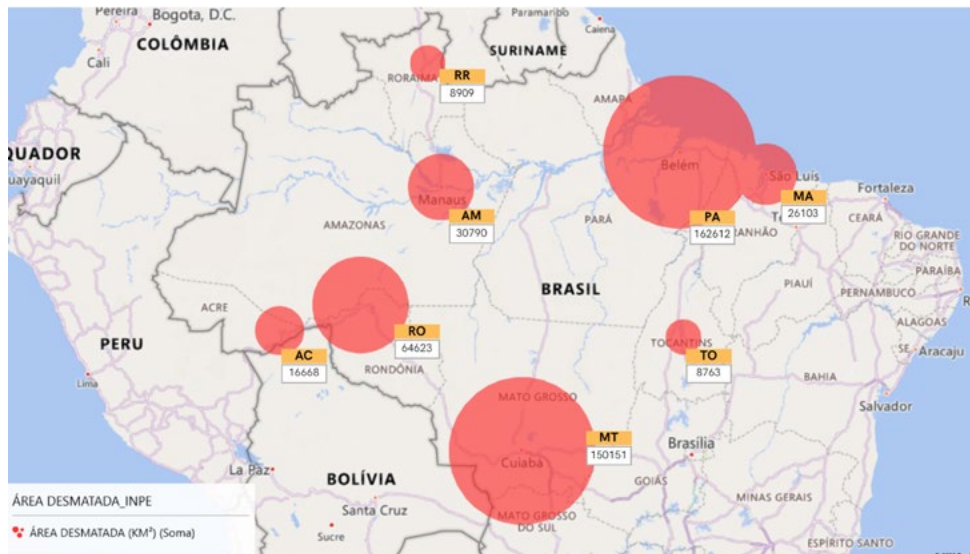 Pereira
Bogota, D.C.
Paramaribo
Caiena
COLÔMBIA
SURINAME
Cali
RORAIMA
RR
8909
AMAPÁ
QUADOR
Guayaquil
Belém
São Luís
Manaus
MA
26103
Fortaleza
AM
30790
PA
162612
CEARÁ
AMAZONAS
PARÁ
RIO GRANDE
DO NORTE
BRASIL
PIAUÍ
PARAÍBA
PERNAMBUCO
ACRE
RO
64623
TOCANTINS
ALAGOAS
PERU
AC
16668
TO
8763
SE
Aracaju
Lima
RONDÔNIA
BAHIA
MATO GROSSO
Salvador
MT
150151
Brasília
La Paz
Cuiabá
BOLÍVIA
GOIÁS
ÁREA DESMATADA_INPE
MINAS GERAIS
Santa Cruz
MATO GROSSO
DO SUL
Sucre
ÁREA DESMATADA (KM²) (Soma)
ESPÍRITO SANTO